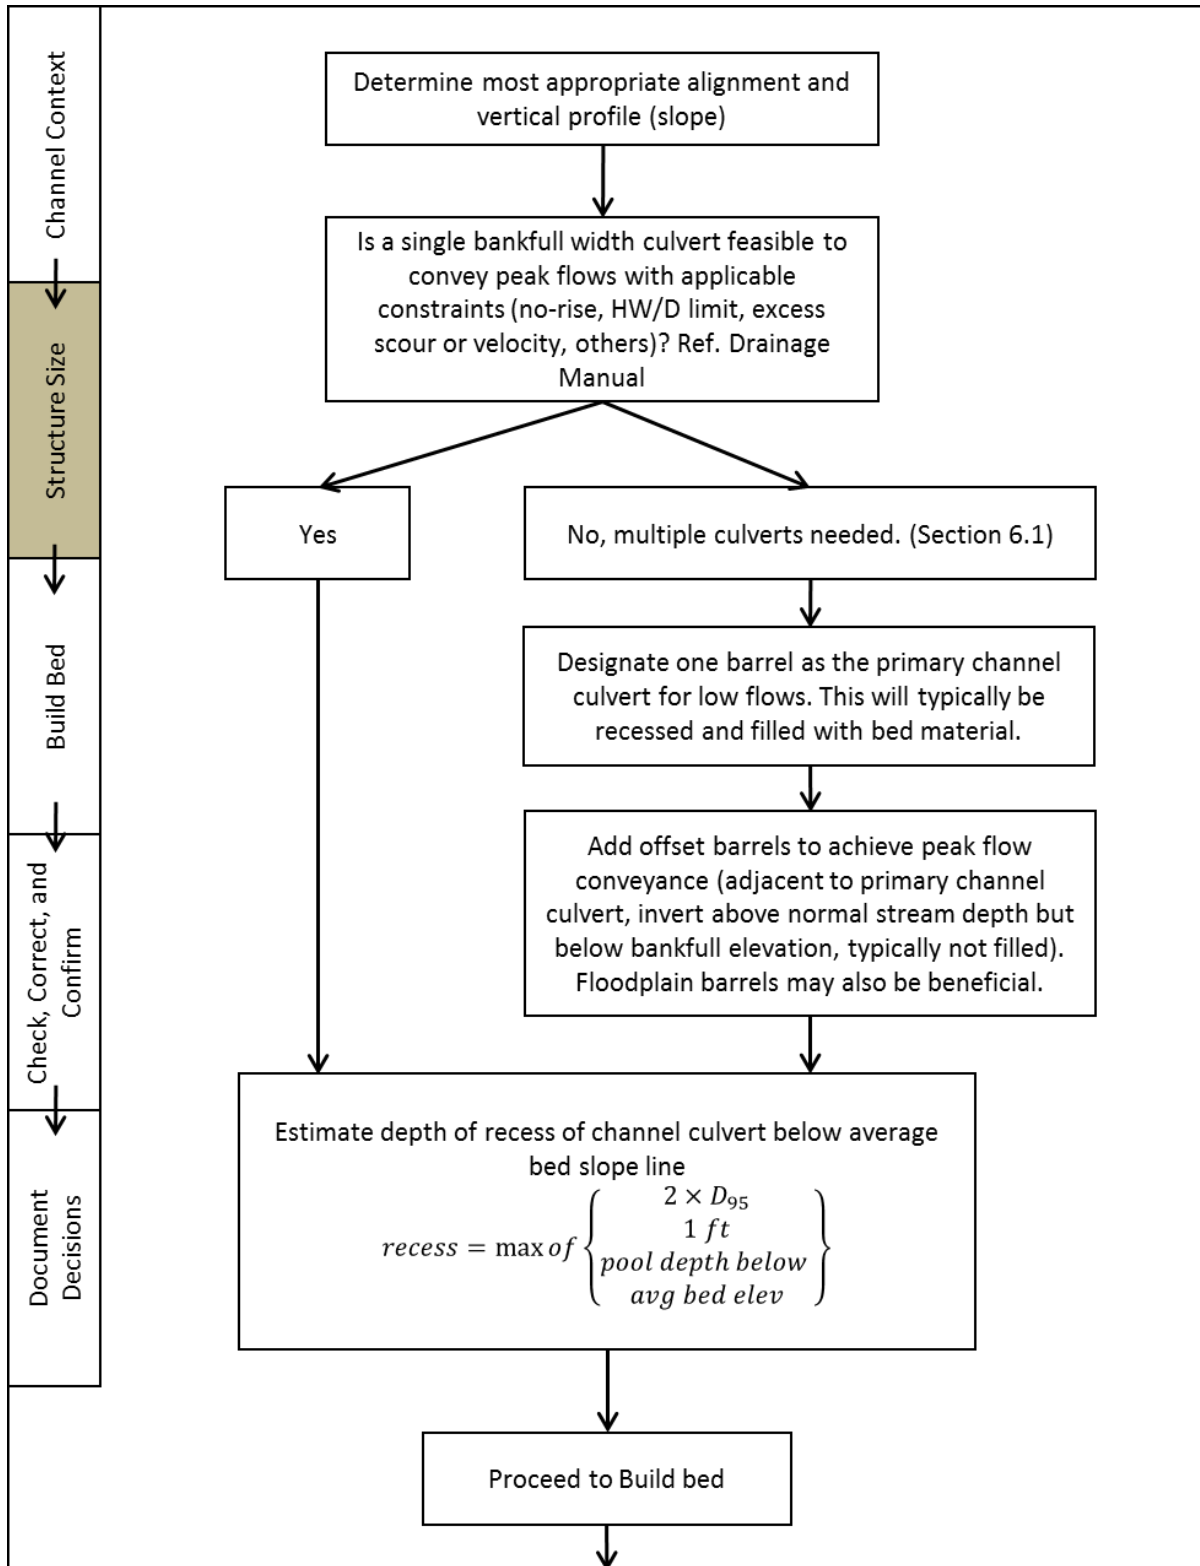 Channel Context
Structure Size
Build Bed
Check, Correct, and
Confirm
Document
Decisions
Determine most appropriate alignment and
vertical profile (slope)
Is a single bankfull width culvert feasible to
convey peak flows with applicable
constraints (no-rise, HW/D limit, excess
scour or velocity, others)? Ref. Drainage
Manual
Yes
No, multiple culverts needed. (Section 6.1)
Designate one barrel as the primary channel
culvert for low flows. This will typically be
recessed and filled with bed material.
Add offset barrels to achieve peak flow
conveyance (adjacent to primary channel
culvert, invert above normal stream depth but
below bankfull elevation, typically not filled).
Floodplain barrels may also be beneficial.
Estimate depth of recess of channel culvert below average
bed slope line
recess = max of { 2 × D₉₅
1 ft
pool depth below
avg bed elev }
Proceed to Build bed